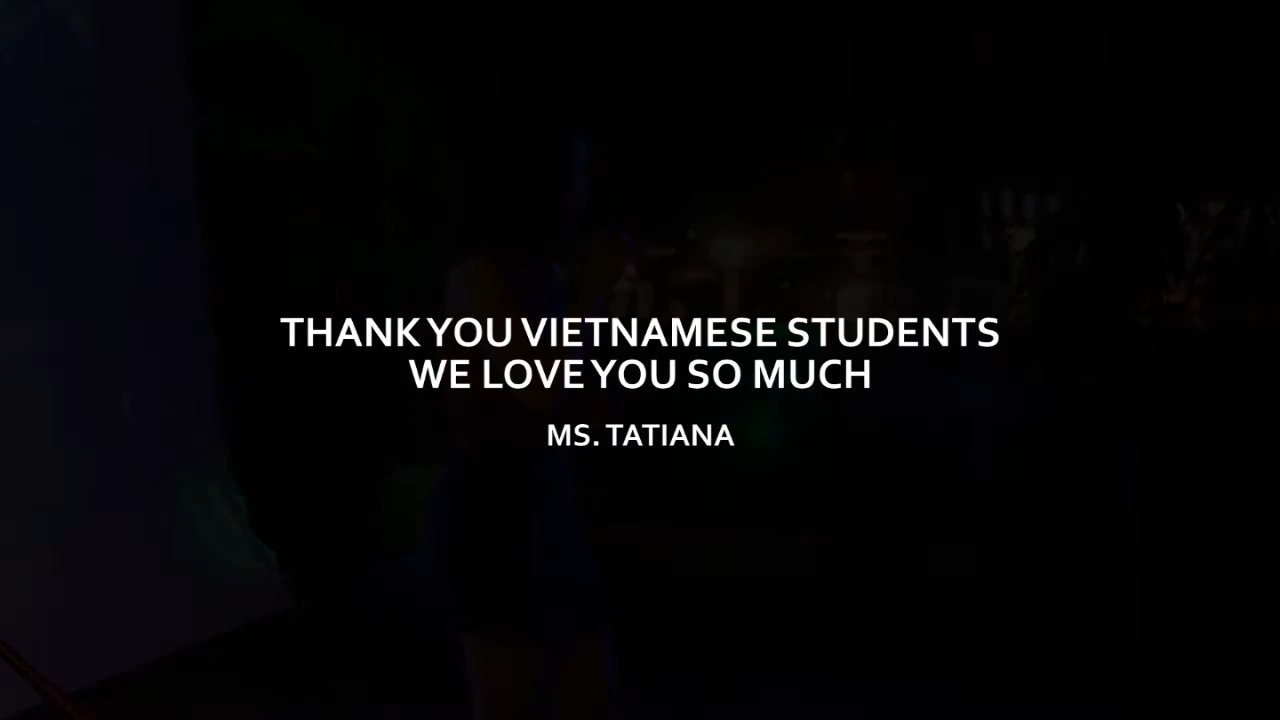 THANK YOU VIETNAMESE STUDENTS
WE LOVE YOU SO MUCH
MS. TATIANA